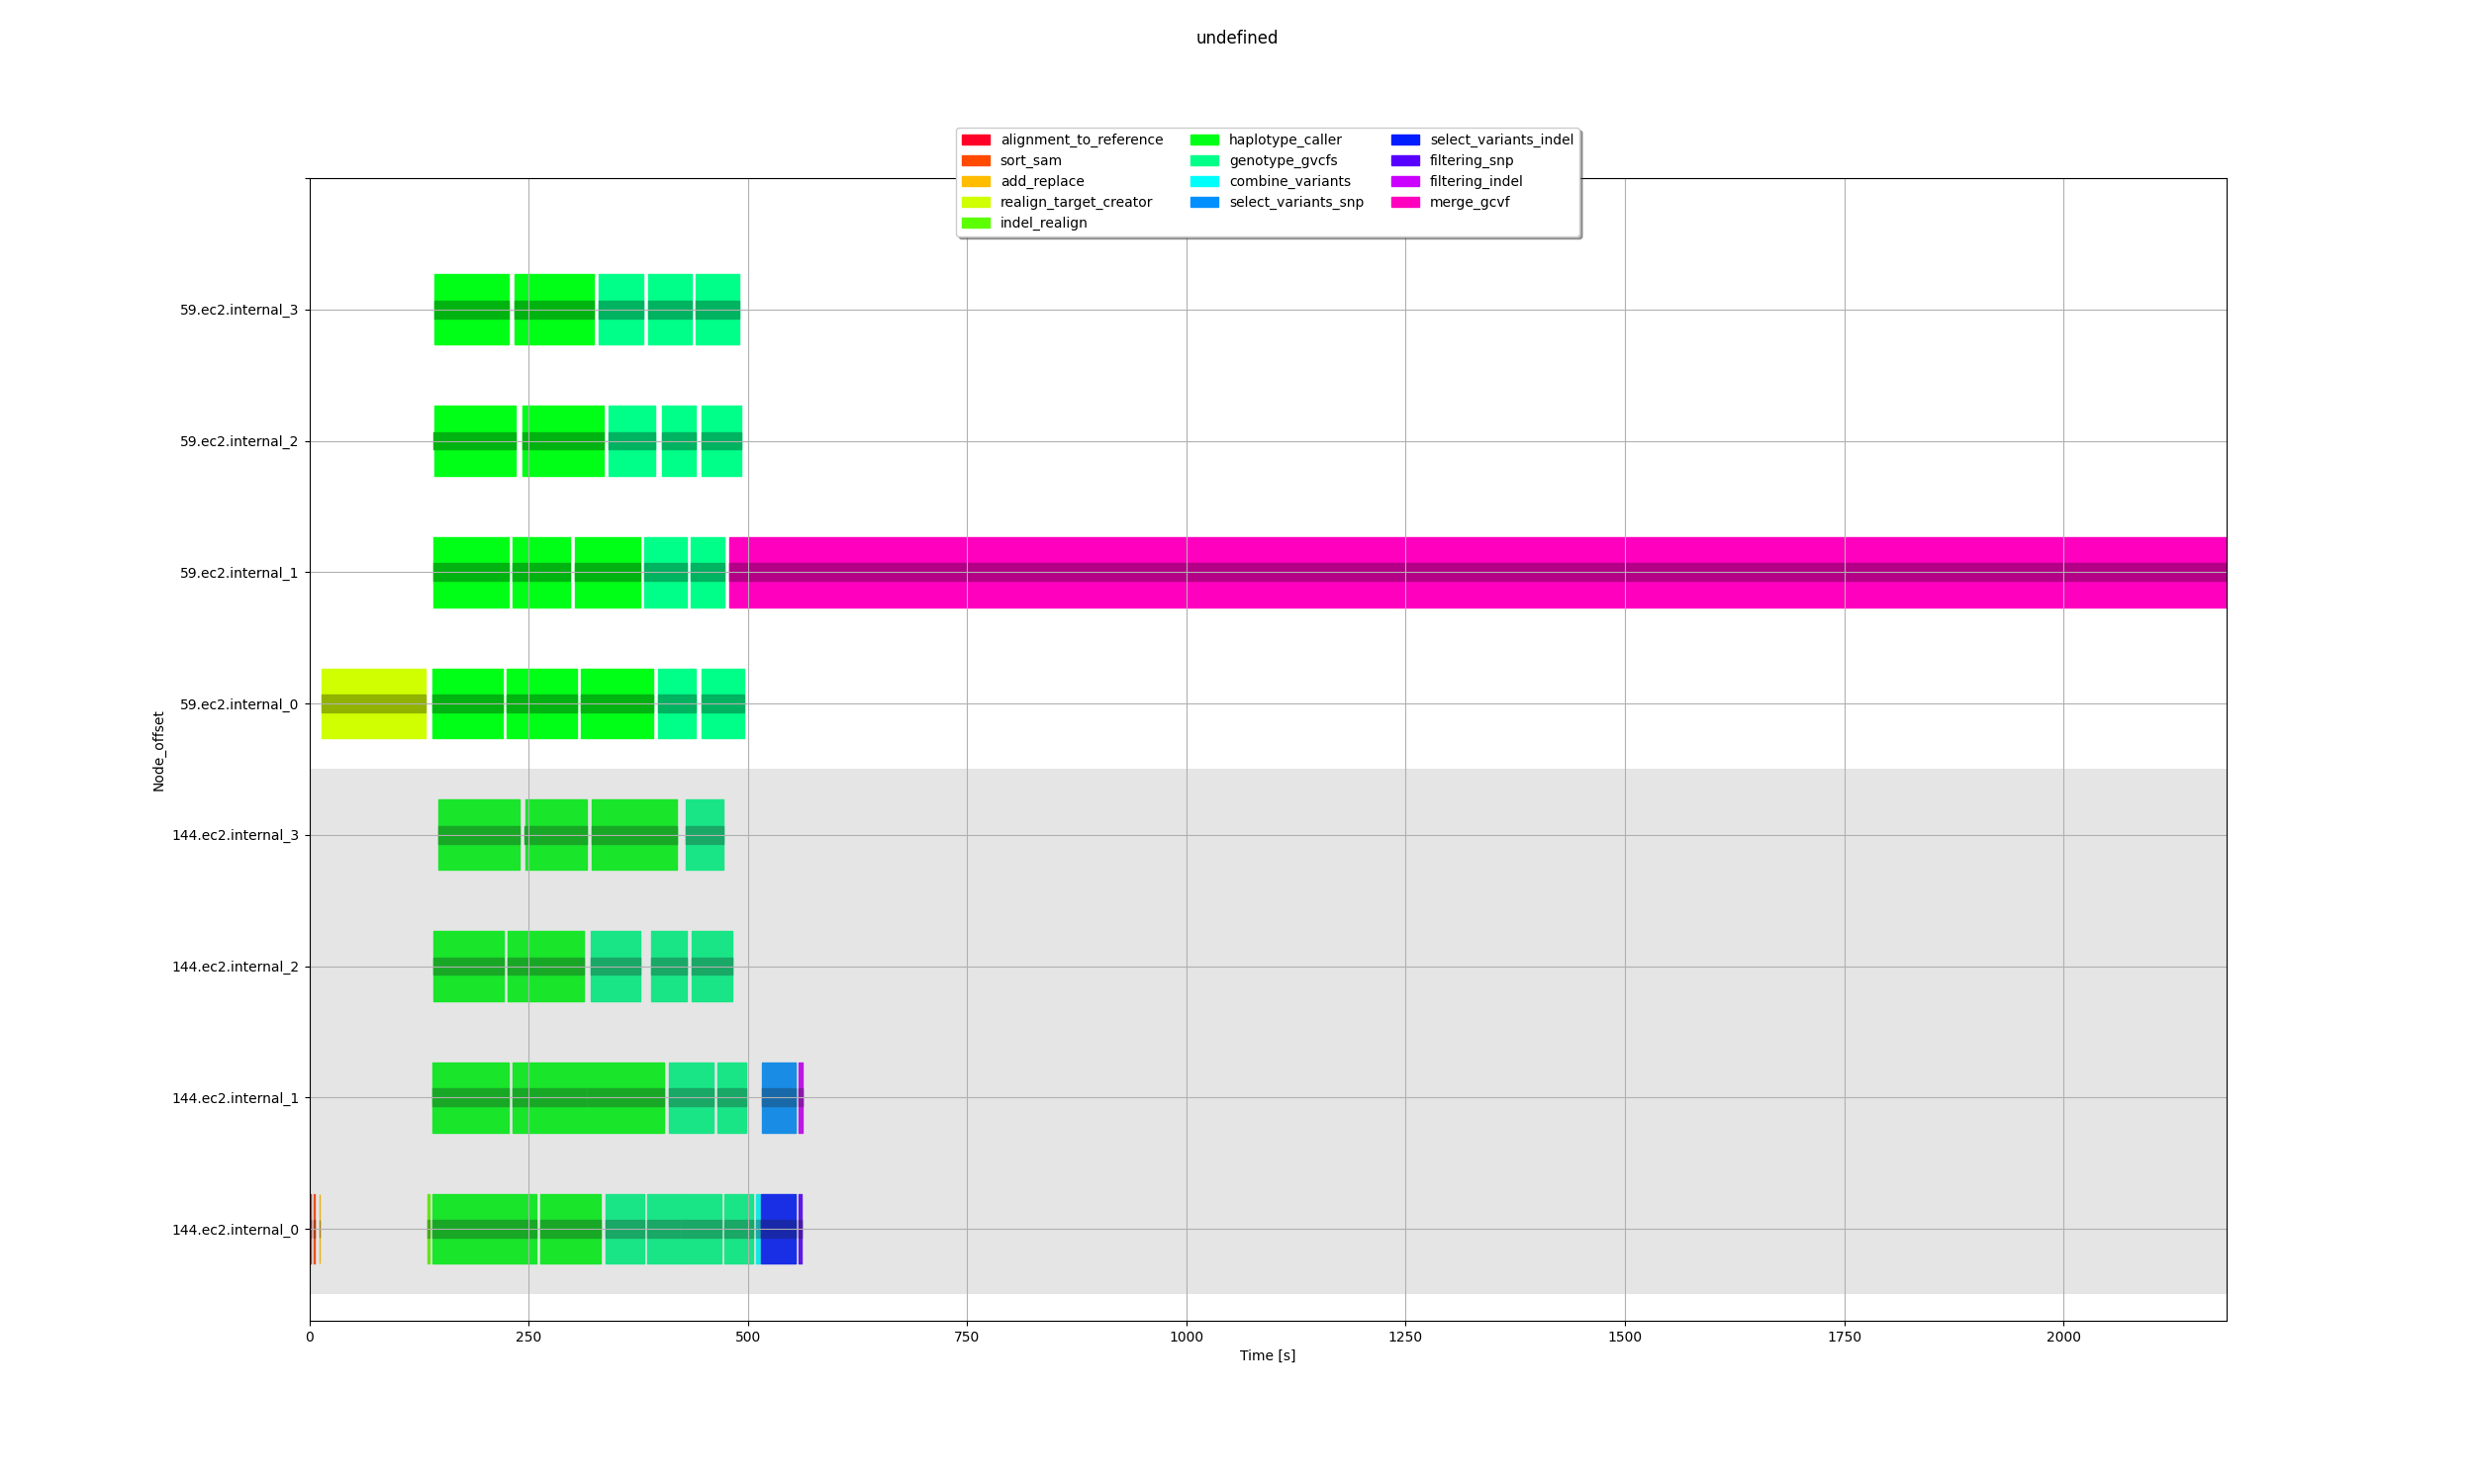 undefined
alignment_to_reference
sort_sam
add_replace
realign_target_creator
indel_realign
haplotype_caller
genotype_gvcfs
combine_variants
select_variants_snp
select_variants_indel
filtering_snp
filtering_indel
merge_gcvf
Node_offset
59.ec2.internal_3
59.ec2.internal_2
59.ec2.internal_1
59.ec2.internal_0
144.ec2.internal_3
144.ec2.internal_2
144.ec2.internal_1
144.ec2.internal_0
0 250 500 750 1000 1250 1500 1750 2000
Time [s]